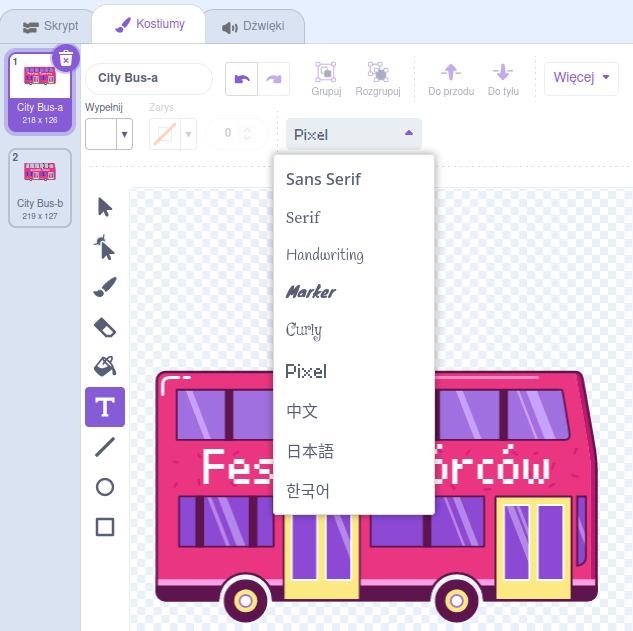 Skrypt
Kostiumy
Dźwięki
1
City Bus-a
218 x 126
2
City Bus-b
219 x 127
City Bus-a
Grupuj
Rozgrupuj
Do przodu
Do tyłu
Więcej
Wypełnij
Zarys
0
Pixel
Sans Serif
Serif
Handwriting
Marker
Curly
Pixel
中文
日本語
한국어
T
Fes
órców